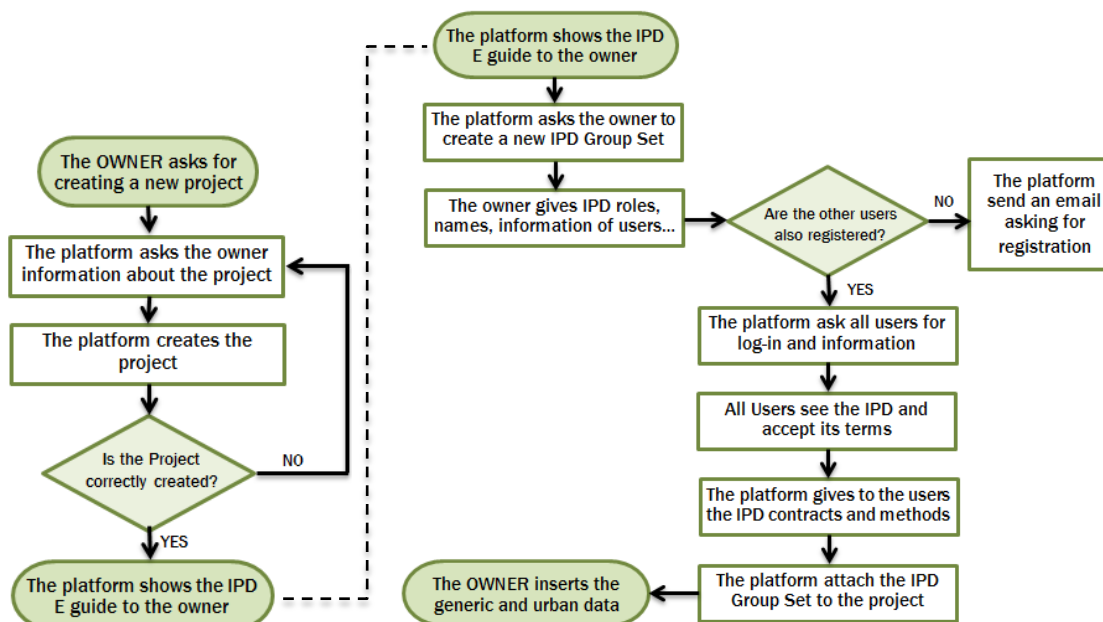 The OWNER asks for
creating a new project
The platform asks the owner
information about the project
The platform creates the
project
Is the Project
correctly created?
NO
YES
The platform shows the IPD
E guide to the owner
The platform shows the IPD
E guide to the owner
The platform asks the owner to
create a new IPD Group Set
The owner gives IPD roles,
names, information of users...
Are the other users
also registered?
NO
The platform
send an email
asking for
registration
YES
The platform ask all users for
log-in and information
All Users see the IPD and
accept its terms
The platform gives to the users
the IPD contracts and methods
The platform attach the IPD
Group Set to the project
The OWNER inserts the
generic and urban data